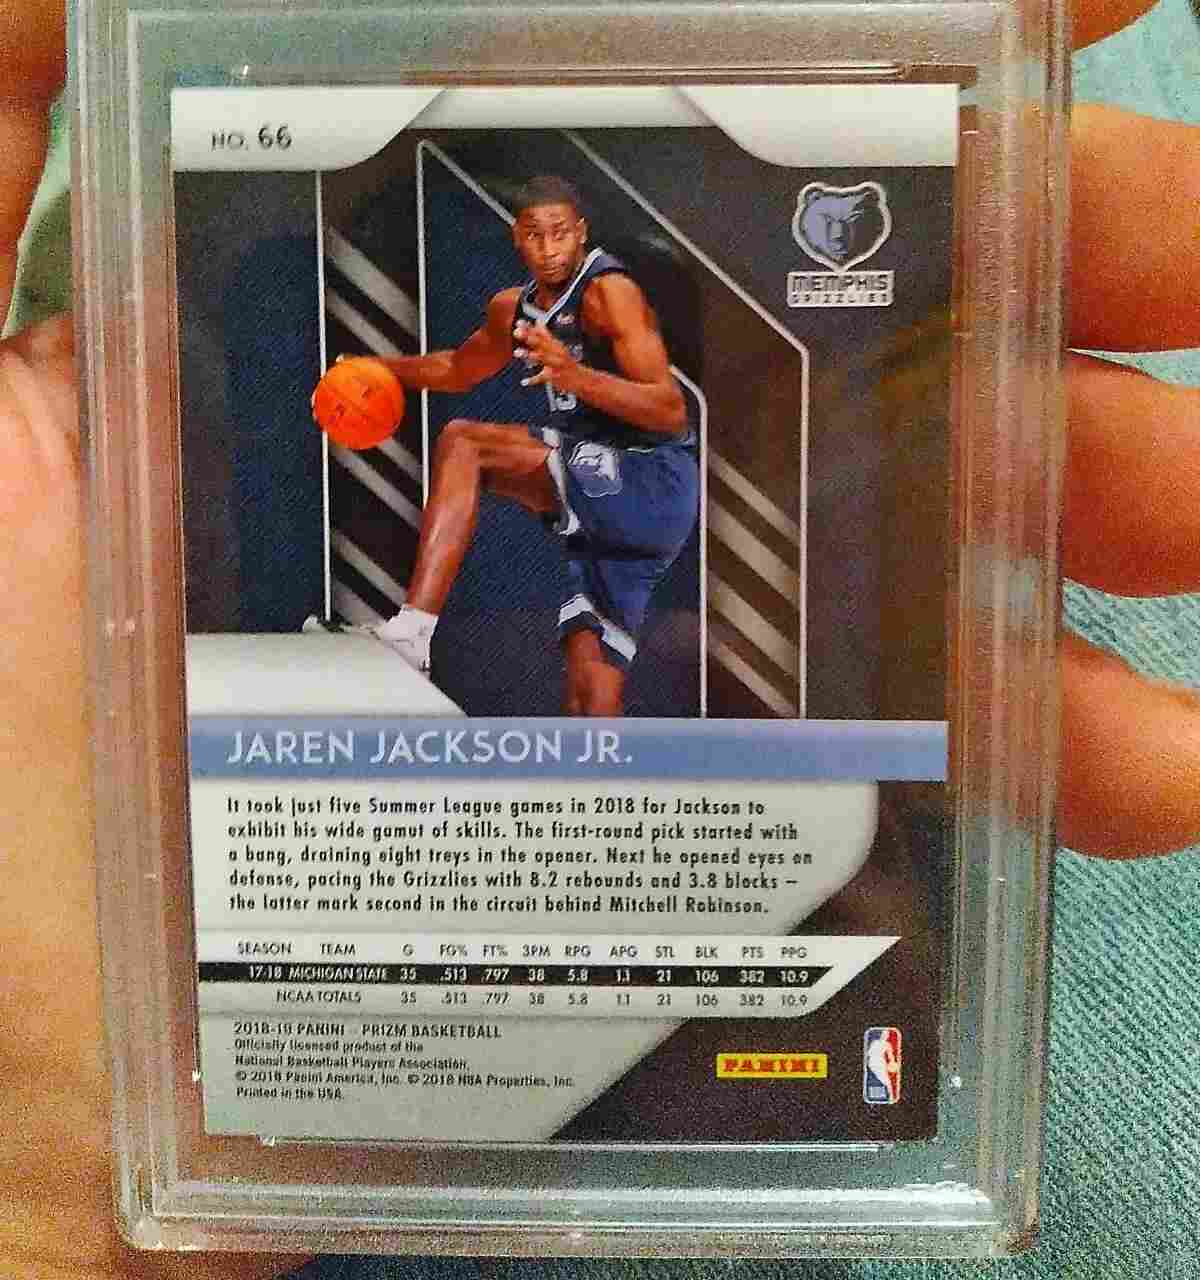 NO. 66
MEMPHIS
GRIZZLIES
13
JAREN JACKSON JR.
It took just five Summer League games in 2018 for Jackson to
exhibit his wide gamut of skills. The first-round pick started with
a bang, draining eight treys in the opener. Next he opened eyes on
defense, pacing the Grizzlies with 8.2 rebounds and 3.8 blocks –
the latter mark second in the circuit behind Mitchell Robinson.
SEASON TEAM G FG% FT% 3PM RPG APG STL BLK PTS PPG
17-18 MICHIGAN STATE 35 .513 .797 38 5.8 1.1 21 106 382 10.9
NCAA TOTALS 35 .513 .797 38 5.8 1.1 21 106 382 10.9
2018-19 PANINI - PRIZM BASKETBALL
Officially licensed product of the
National Basketball Players Association.
© 2018 Panini America, Inc. © 2018 NBA Properties, Inc.
Printed in the USA.
PANINI